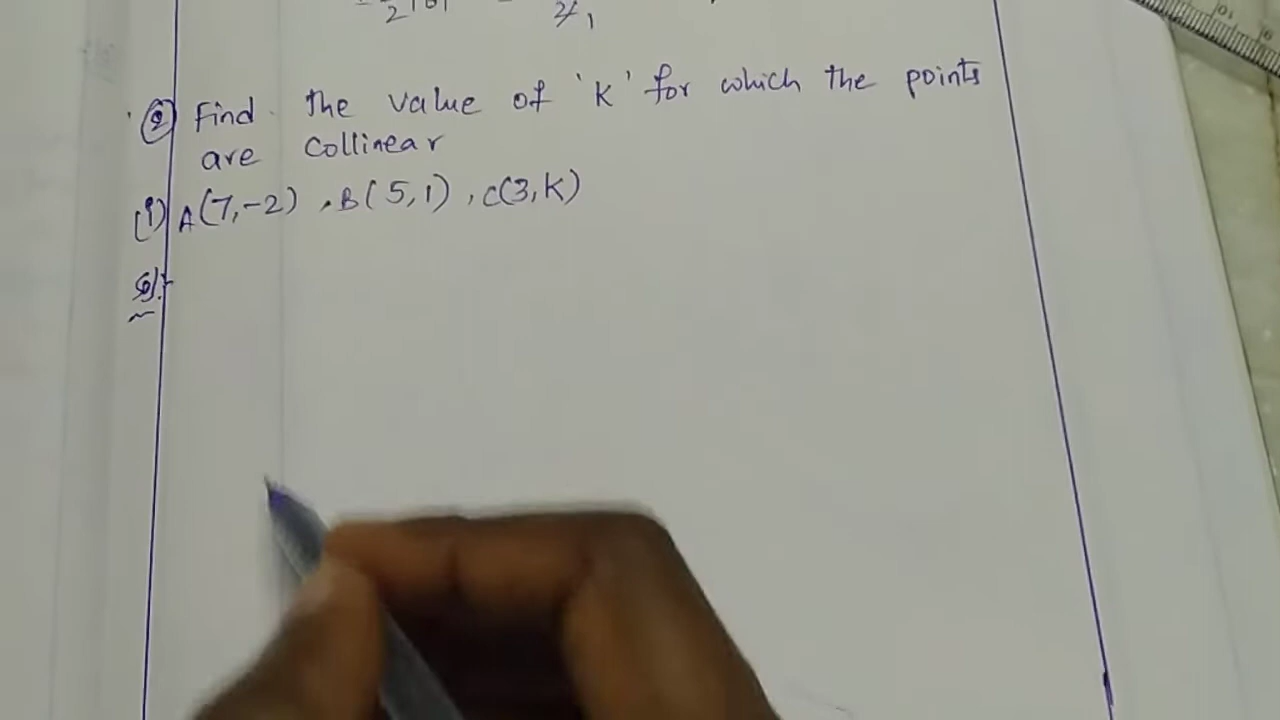 ② Find the value of 'K' for which the points
are collinear
(i) A(7,-2) , B(5,1) , C(3,K)
Sol:-